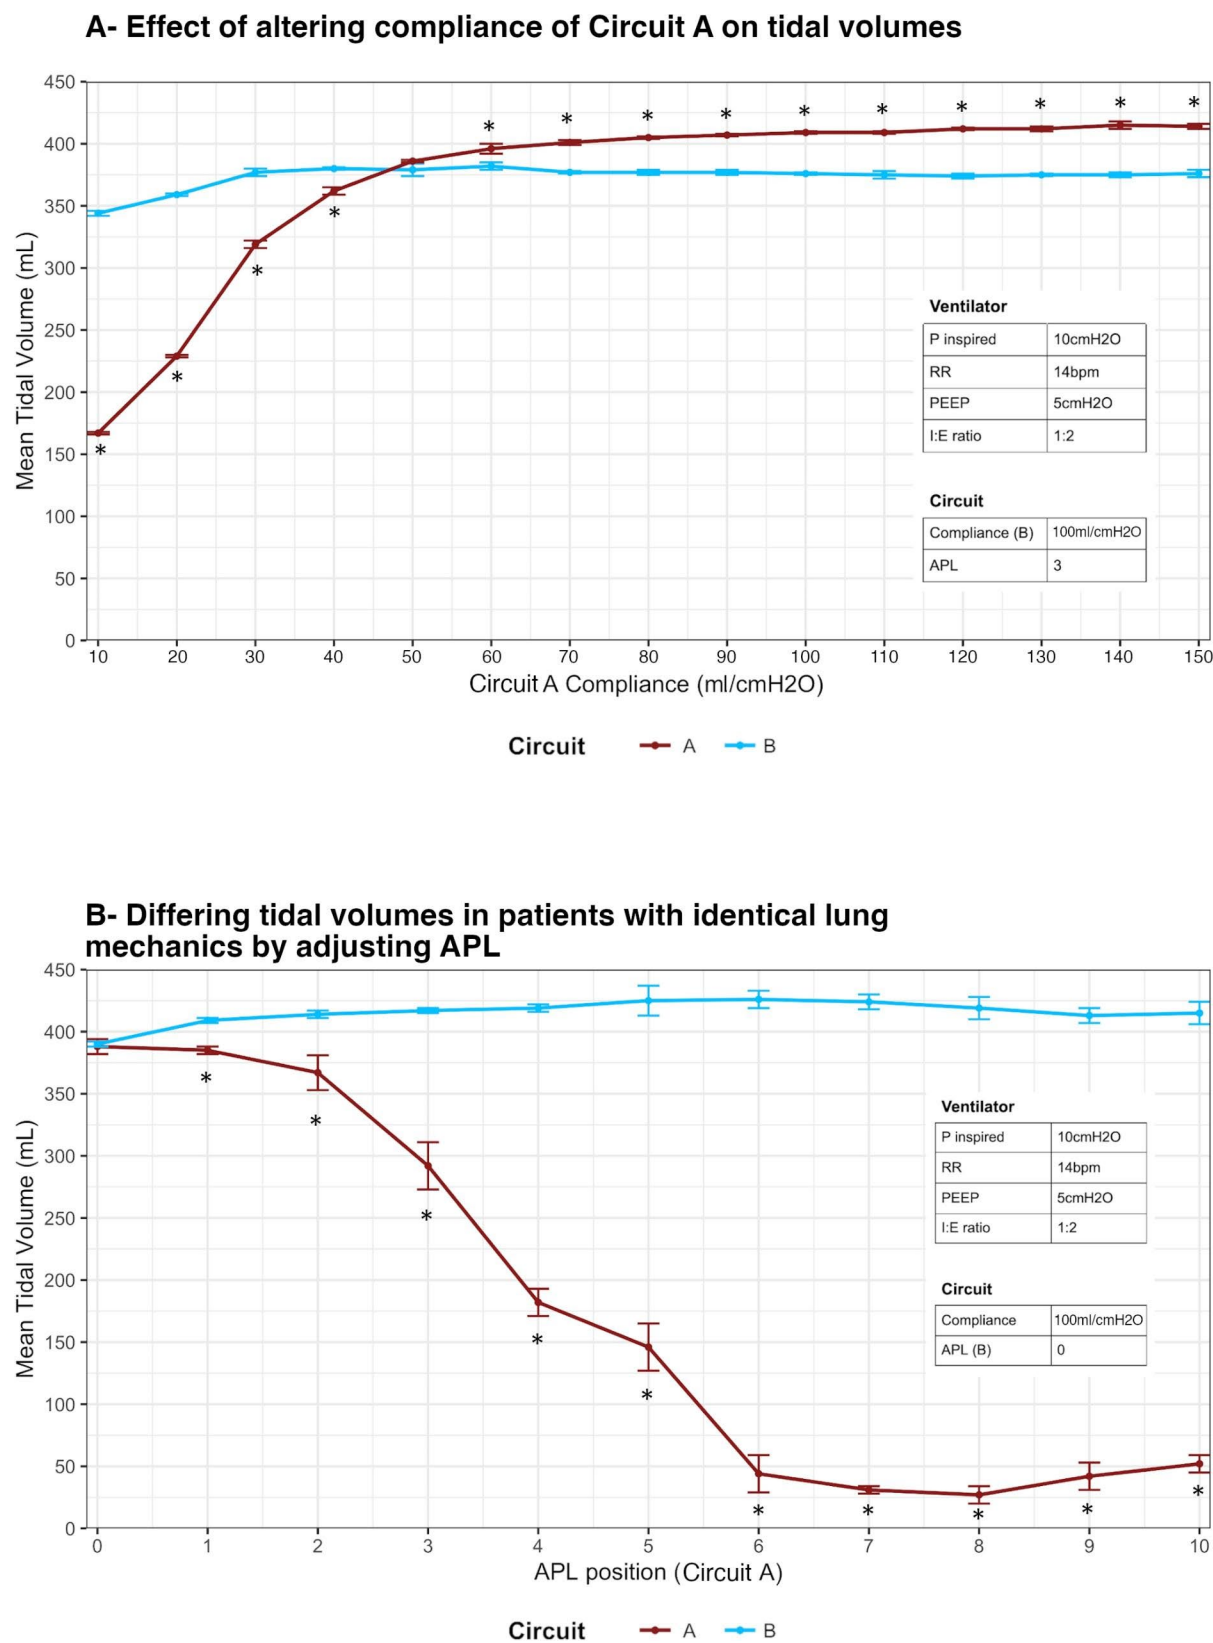 A- Effect of altering compliance of Circuit A on tidal volumes
Mean Tidal Volume (mL)
450
400
350
300
250
200
150
100
50
0
* * * * * * * * * *
*
*
*
*
Ventilator
P inspired 10cmH2O
RR 14bpm
PEEP 5cmH2O
I:E ratio 1:2
Circuit
Compliance (B) 100ml/cmH2O
APL 3
10 20 30 40 50 60 70 80 90 100 110 120 130 140 150
Circuit A Compliance (ml/cmH2O)
Circuit A B
B- Differing tidal volumes in patients with identical lung
mechanics by adjusting APL
Mean Tidal Volume (mL)
450
400
350
300
250
200
150
100
50
0
*
*
*
*
*
* * * * *
Ventilator
P inspired 10cmH2O
RR 14bpm
PEEP 5cmH2O
I:E ratio 1:2
Circuit
Compliance 100ml/cmH2O
APL (B) 0
0 1 2 3 4 5 6 7 8 9 10
APL position (Circuit A)
Circuit A B